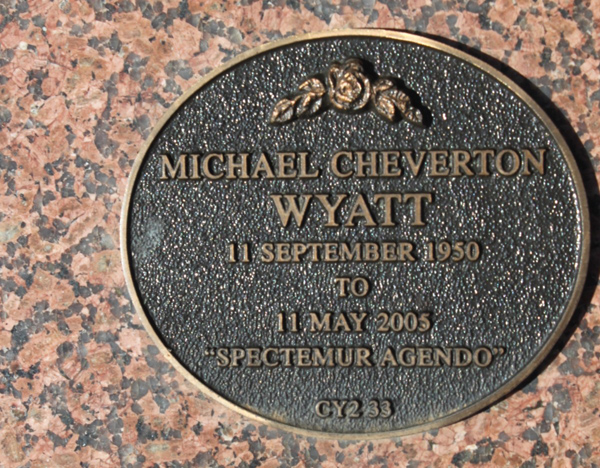 MICHAEL CHEVERTON
WYATT
11 SEPTEMBER 1950
TO
11 MAY 2005
"SPECTEMUR AGENDO"
CY2 33